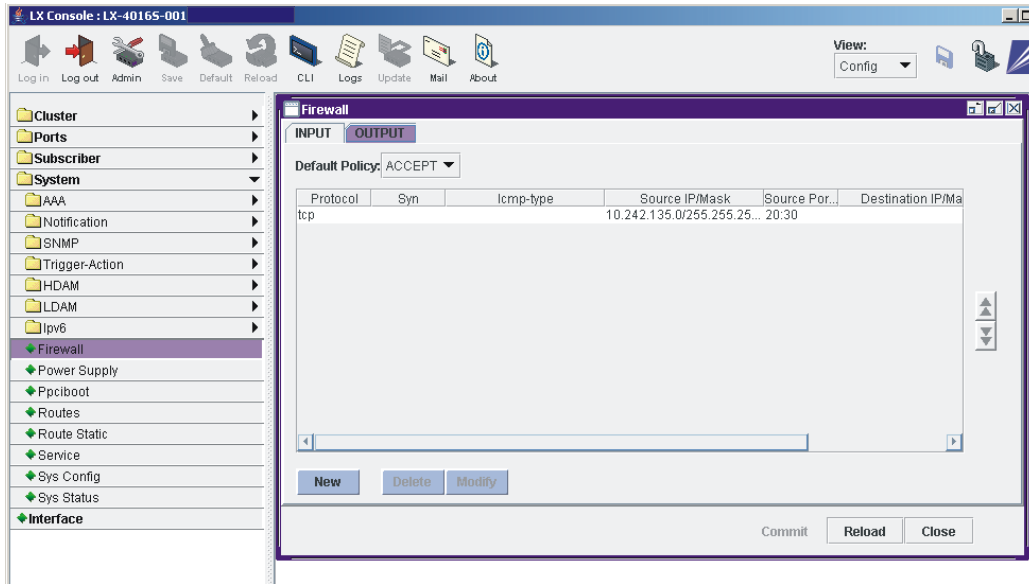 LX Console : LX-4016S-001
Log in Log out Admin Save Default Reload CLI Logs Update Mail About
View:
Config
Cluster
Ports
Subscriber
System
AAA
Notification
SNMP
Trigger-Action
HDAM
LDAM
Ipv6
Firewall
Power Supply
Ppciboot
Routes
Route Static
Service
Sys Config
Sys Status
Interface
Firewall
INPUT OUTPUT
Default Policy: ACCEPT
Protocol Syn Icmp-type Source IP/Mask Source Por... Destination IP/Ma
tcp 10.242.135.0/255.255.25... 20:30
New Delete Modify
Commit Reload Close